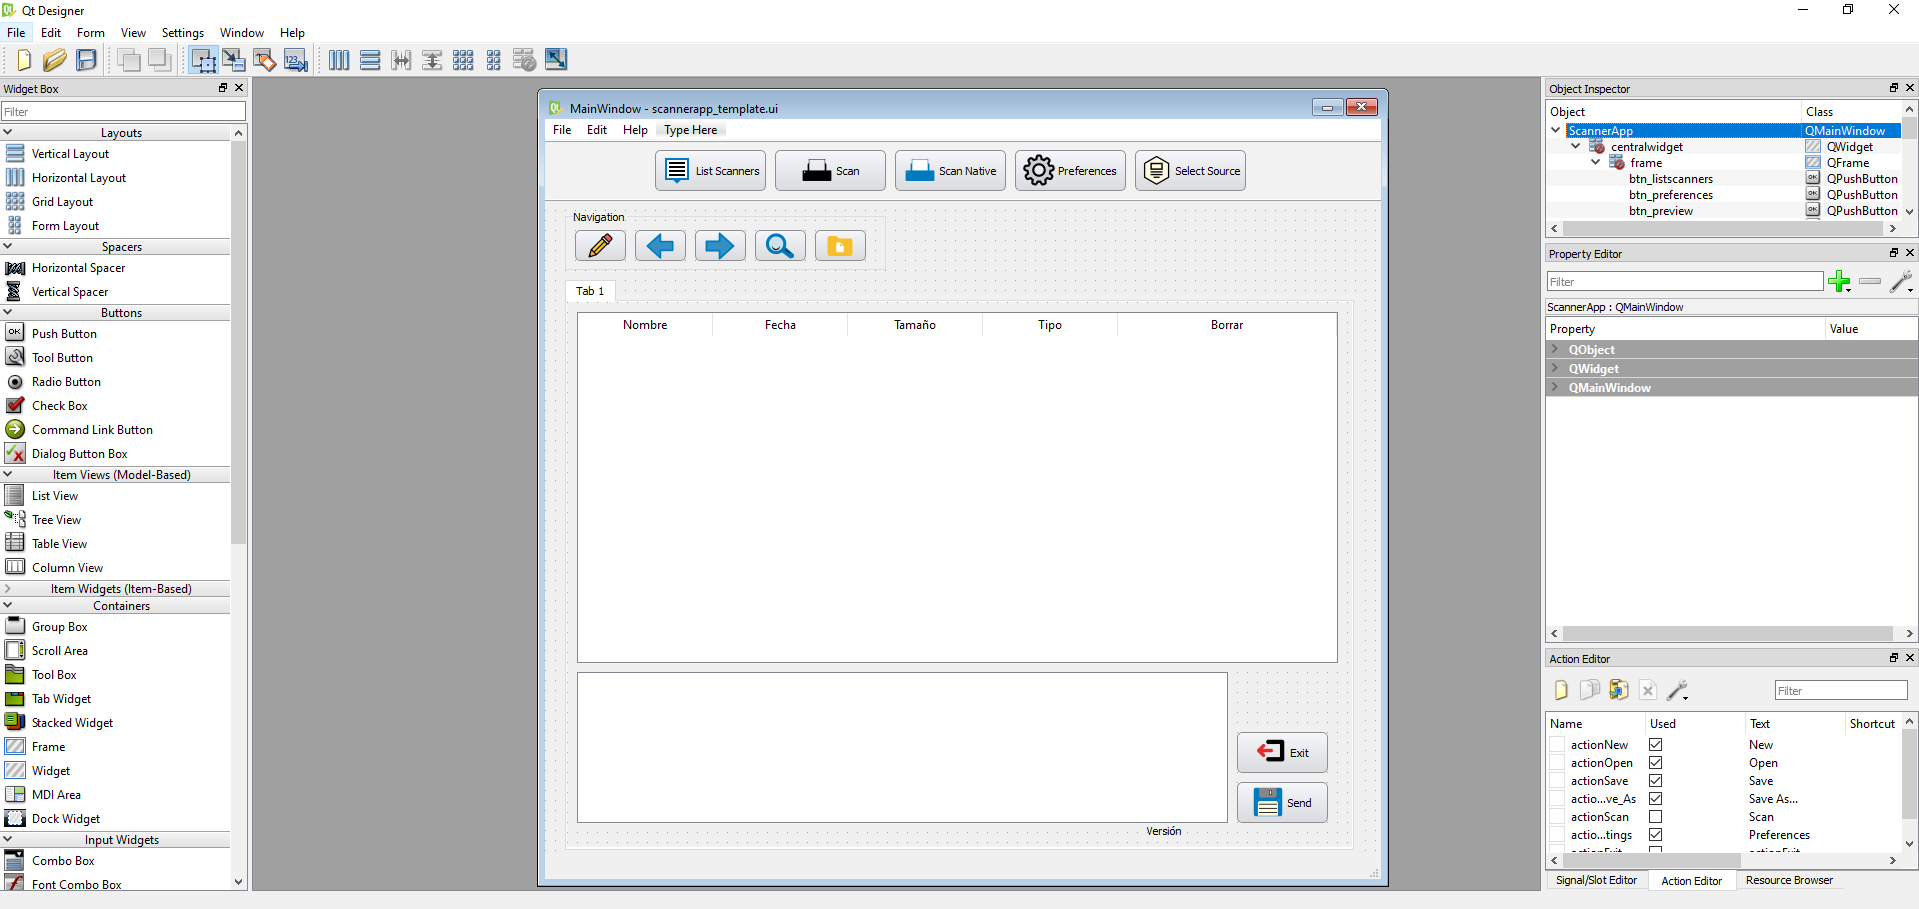 Qt Designer
File Edit Form View Settings Window Help
Widget Box
Filter
Layouts
Vertical Layout
Horizontal Layout
Grid Layout
Form Layout
Spacers
Horizontal Spacer
Vertical Spacer
Buttons
Push Button
Tool Button
Radio Button
Check Box
Command Link Button
Dialog Button Box
Item Views (Model-Based)
List View
Tree View
Table View
Column View
Item Widgets (Item-Based)
Containers
Group Box
Scroll Area
Tool Box
Tab Widget
Stacked Widget
Frame
Widget
MDI Area
Dock Widget
Input Widgets
Combo Box
Font Combo Box
MainWindow - scannerapp_template.ui
File Edit Help Type Here
List Scanners Scan Scan Native Preferences Select Source
Navigation
Tab 1
Nombre Fecha Tamaño Tipo Borrar
Exit
Send
Versión
Object Inspector
Object Class
ScannerApp QMainWindow
centralwidget QWidget
frame QFrame
btn_listscanners QPushButton
btn_preferences QPushButton
btn_preview QPushButton
Property Editor
Filter
ScannerApp : QMainWindow
Property Value
QObject
QWidget
QMainWindow
Action Editor
Filter
Name Used Text Shortcut
actionNew New
actionOpen Open
actionSave Save
actio...ve_As Save As...
actionScan Scan
actio...tings Preferences
actionExit actionExit
Signal/Slot Editor Action Editor Resource Browser